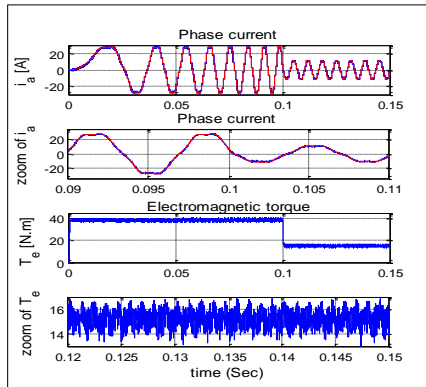 Phase current
i_a [A]
20
0
-20
0 0.05 0.1 0.15
Phase current
zoom of i_a
20
0
-20
0.09 0.095 0.1 0.105 0.11
Electromagnetic torque
T_e [N.m]
40
20
0
0 0.05 0.1 0.15
zoom of T_e
16
14
0.12 0.125 0.13 0.135 0.14 0.145 0.15
time (Sec)